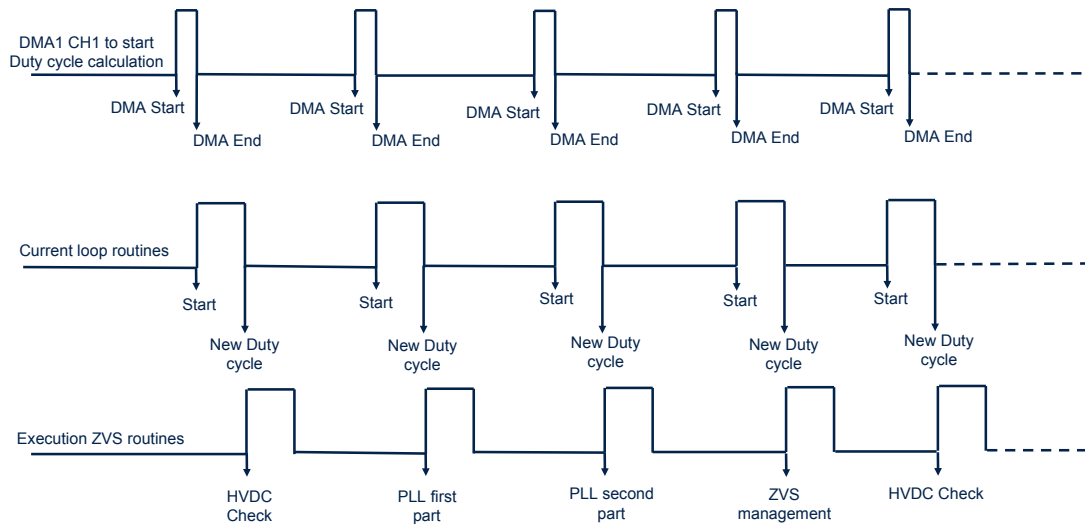 DMA1 CH1 to start
Duty cycle calculation
DMA Start
DMA Start
DMA Start
DMA Start
DMA Start
DMA End
DMA End
DMA End
DMA End
DMA End
Current loop routines
Start
Start
Start
Start
Start
New Duty
cycle
New Duty
cycle
New Duty
cycle
New Duty
cycle
New Duty
cycle
Execution ZVS routines
HVDC
Check
PLL first
part
PLL second
part
ZVS
management
HVDC Check